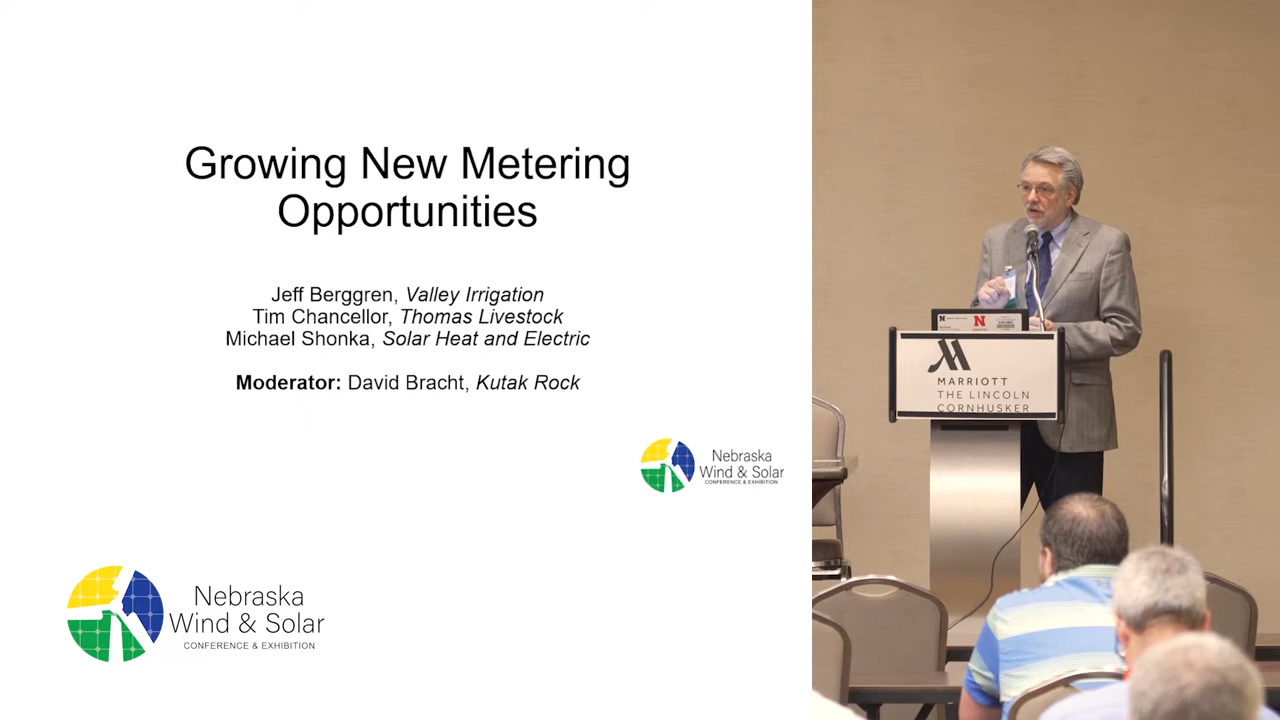 Growing New Metering
Opportunities
Jeff Berggren, Valley Irrigation
Tim Chancellor, Thomas Livestock
Michael Shonka, Solar Heat and Electric
Moderator: David Bracht, Kutak Rock
Nebraska
Wind & Solar
CONFERENCE & EXHIBITION
Nebraska
Wind & Solar
CONFERENCE & EXHIBITION
N
N
MARRIOTT
THE LINCOLN
CORNHUSKER